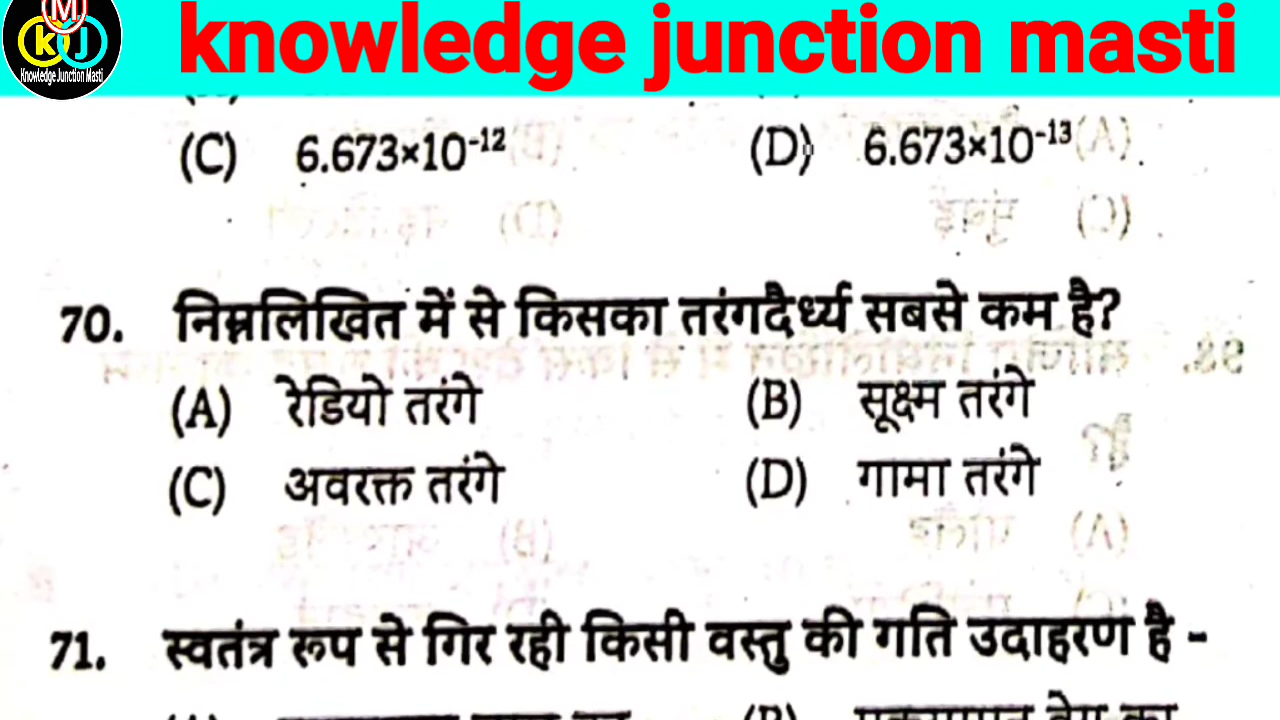 M
K J
Knowledge Junction Masti
knowledge junction masti
(C) 6.673×10⁻¹² (D) 6.673×10⁻¹³
70. निम्नलिखित में से किसका तरंगदैर्ध्य सबसे कम है?
(A) रेडियो तरंगे (B) सूक्ष्म तरंगे
(C) अवरक्त तरंगे (D) गामा तरंगे
71. स्वतंत्र रूप से गिर रही किसी वस्तु की गति उदाहरण है -